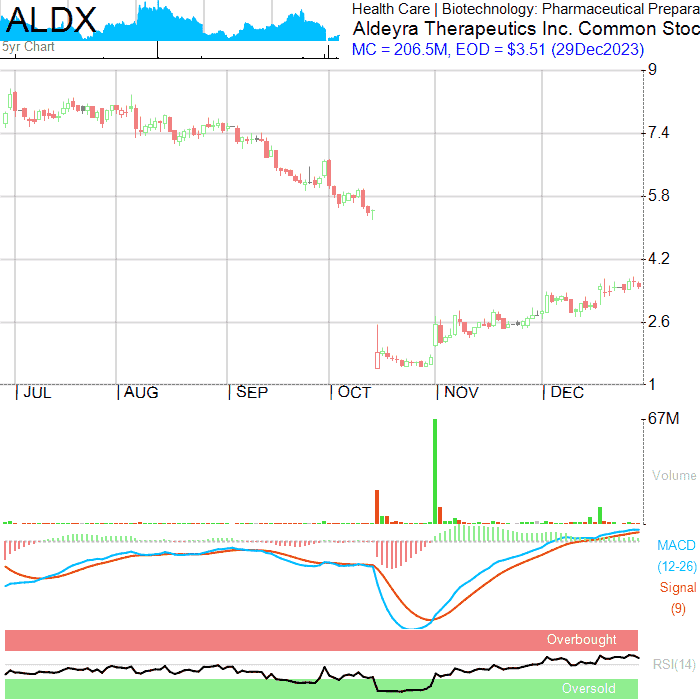 ALDX
5yr Chart
Health Care | Biotechnology: Pharmaceutical Prepara
Aldeyra Therapeutics Inc. Common Stoc
MC = 206.5M, EOD = $3.51 (29Dec2023)
9
7.4
5.8
4.2
2.6
1
JUL AUG SEP OCT NOV DEC
67M
Volume
MACD
(12-26)
Signal
(9)
Overbought
RSI(14)
Oversold